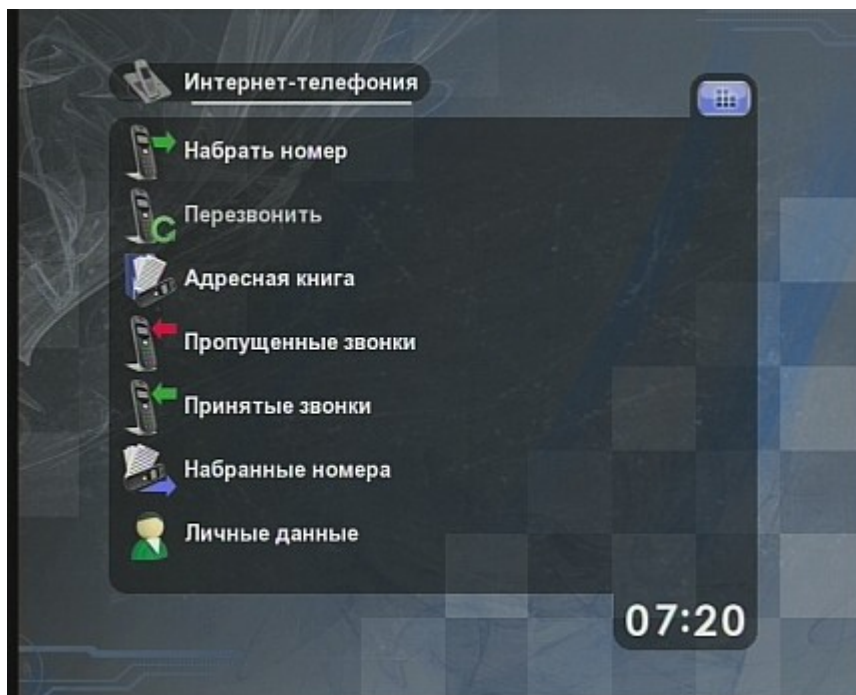 Интернет-телефония
Набрать номер
Перезвонить
Адресная книга
Пропущенные звонки
Принятые звонки
Набранные номера
Личные данные
07:20